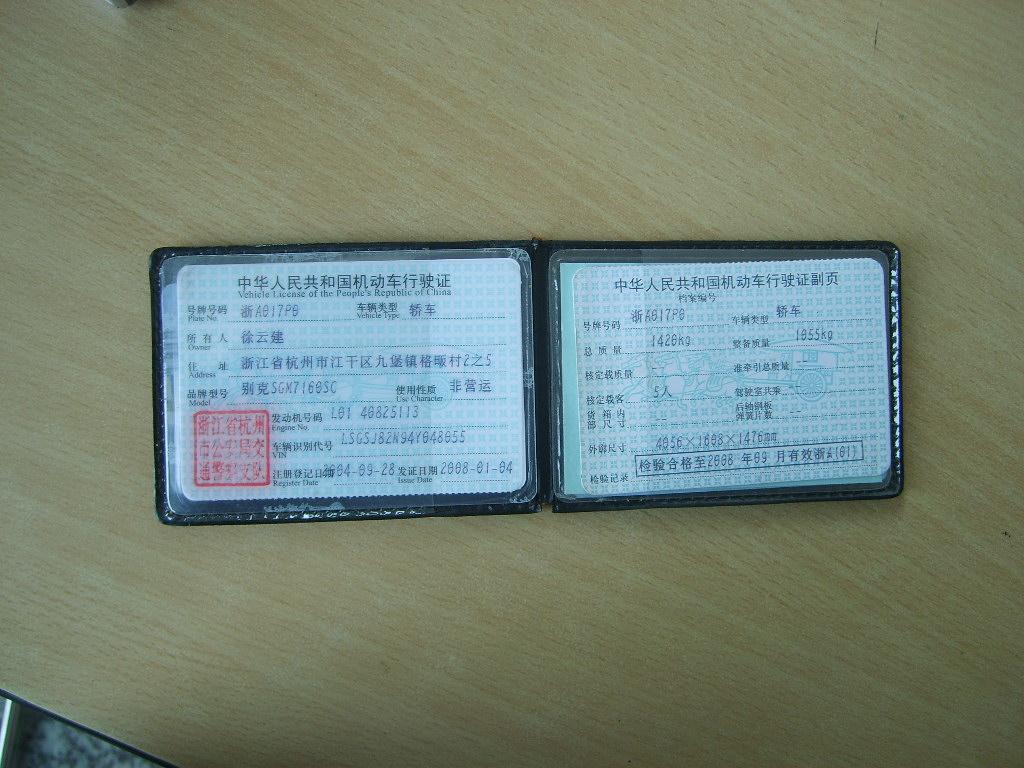 中华人民共和国机动车行驶证
Vehicle License of the People's Republic of China
号牌号码 浙A017P0 车辆类型 轿车
Plate No. Vehicle Type
所有人 徐云建
Owner
住址 浙江省杭州市江干区九堡镇格畈村2之5
Address
品牌型号 别克SGM7160SC 使用性质 非营运
Model Use Character
发动机号码 L01 40825113
Engine No.
车辆识别代号 LSGSJ82N94Y048055
VIN
注册登记日期 2004-09-28 发证日期 2008-01-04
Register Date Issue Date
浙江省杭州
市公安局交
通警察支队
中华人民共和国机动车行驶证副页
档案编号
号牌号码 浙A017P0 车辆类型 轿车
总质量 1420kg 整备质量 1055kg
核定载质量 准牵引总质量
核定载客 5人 驾驶室共乘
货箱内部尺寸 后轴钢板弹簧片数
外廓尺寸 4056×1608×1476mm
检验记录 检验合格至2008 年09 月有效浙A(01)